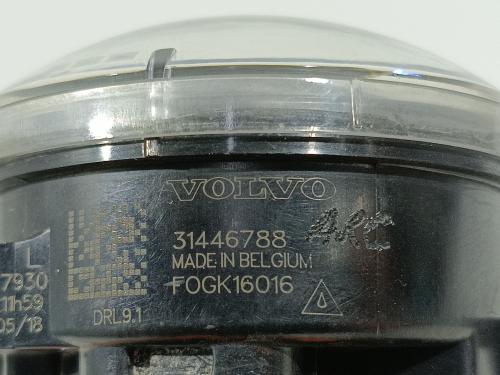 VOLVO
31446788
MADE IN BELGIUM
F0GK16016
DRL9.1
L
7930
11h59
05/18